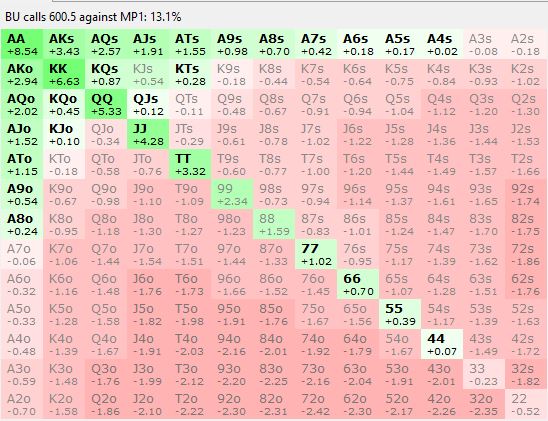 BU calls 600.5 against MP1: 13.1%
AA AKs AQs AJs ATs A9s A8s A7s A6s A5s A4s A3s A2s
+8.54 +3.43 +2.57 +1.91 +1.55 +0.98 +0.70 +0.42 +0.18 +0.17 +0.02 -0.08 -0.18
AKo KK KQs KJs KTs K9s K8s K7s K6s K5s K4s K3s K2s
+2.94 +6.63 +0.87 +0.54 +0.28 -0.18 -0.44 -0.54 -0.64 -0.75 -0.84 -0.93 -1.02
AQo KQo QQ QJs QTs Q9s Q8s Q7s Q6s Q5s Q4s Q3s Q2s
+2.02 +0.45 +5.33 +0.12 -0.11 -0.48 -0.67 -0.91 -0.94 -1.04 -1.12 -1.20 -1.30
AJo KJo QJo JJ JTs J9s J8s J7s J6s J5s J4s J3s J2s
+1.52 +0.10 -0.34 +4.28 -0.29 -0.61 -0.78 -1.02 -1.22 -1.28 -1.36 -1.44 -1.53
ATo KTo QTo JTo TT T9s T8s T7s T6s T5s T4s T3s T2s
+1.15 -0.18 -0.58 -0.76 +3.32 -0.60 -0.77 -1.00 -1.20 -1.44 -1.49 -1.57 -1.66
A9o K9o Q9o J9o T9o 99 98s 97s 96s 95s 94s 93s 92s
+0.54 -0.67 -0.98 -1.10 -1.09 +2.34 -0.73 -0.94 -1.14 -1.37 -1.61 -1.65 -1.75
A8o K8o Q8o J8o T8o 98o 88 87s 86s 85s 84s 83s 82s
+0.24 -0.95 -1.18 -1.30 -1.27 -1.23 +1.59 -0.83 -1.01 -1.24 -1.47 -1.70 -1.74
A7o K7o Q7o J7o T7o 97o 87o 77 76s 75s 74s 73s 72s
-0.06 -1.06 -1.44 -1.54 -1.51 -1.44 -1.33 +1.02 -0.95 -1.17 -1.39 -1.62 -1.86
A6o K6o Q6o J6o T6o 96o 86o 76o 66 65s 64s 63s 62s
-0.32 -1.16 -1.48 -1.76 -1.73 -1.66 -1.52 -1.45 +0.70 -1.07 -1.28 -1.51 -1.76
A5o K5o Q5o J5o T5o 95o 85o 75o 65o 55 54s 53s 52s
-0.33 -1.28 -1.58 -1.82 -1.98 -1.91 -1.76 -1.67 -1.56 +0.39 -1.17 -1.39 -1.63
A4o K4o Q4o J4o T4o 94o 84o 74o 64o 54o 44 43s 42s
-0.48 -1.39 -1.67 -1.91 -2.03 -2.16 -2.01 -1.92 -1.79 -1.67 +0.07 -1.49 -1.72
A3o K3o Q3o J3o T3o 93o 83o 73o 63o 53o 43o 33 32s
-0.59 -1.48 -1.76 -1.99 -2.12 -2.20 -2.25 -2.16 -2.04 -1.91 -2.01 -0.23 -1.82
A2o K2o Q2o J2o T2o 92o 82o 72o 62o 52o 42o 32o 22
-0.70 -1.58 -1.86 -2.10 -2.22 -2.30 -2.31 -2.42 -2.30 -2.17 -2.26 -2.35 -0.52